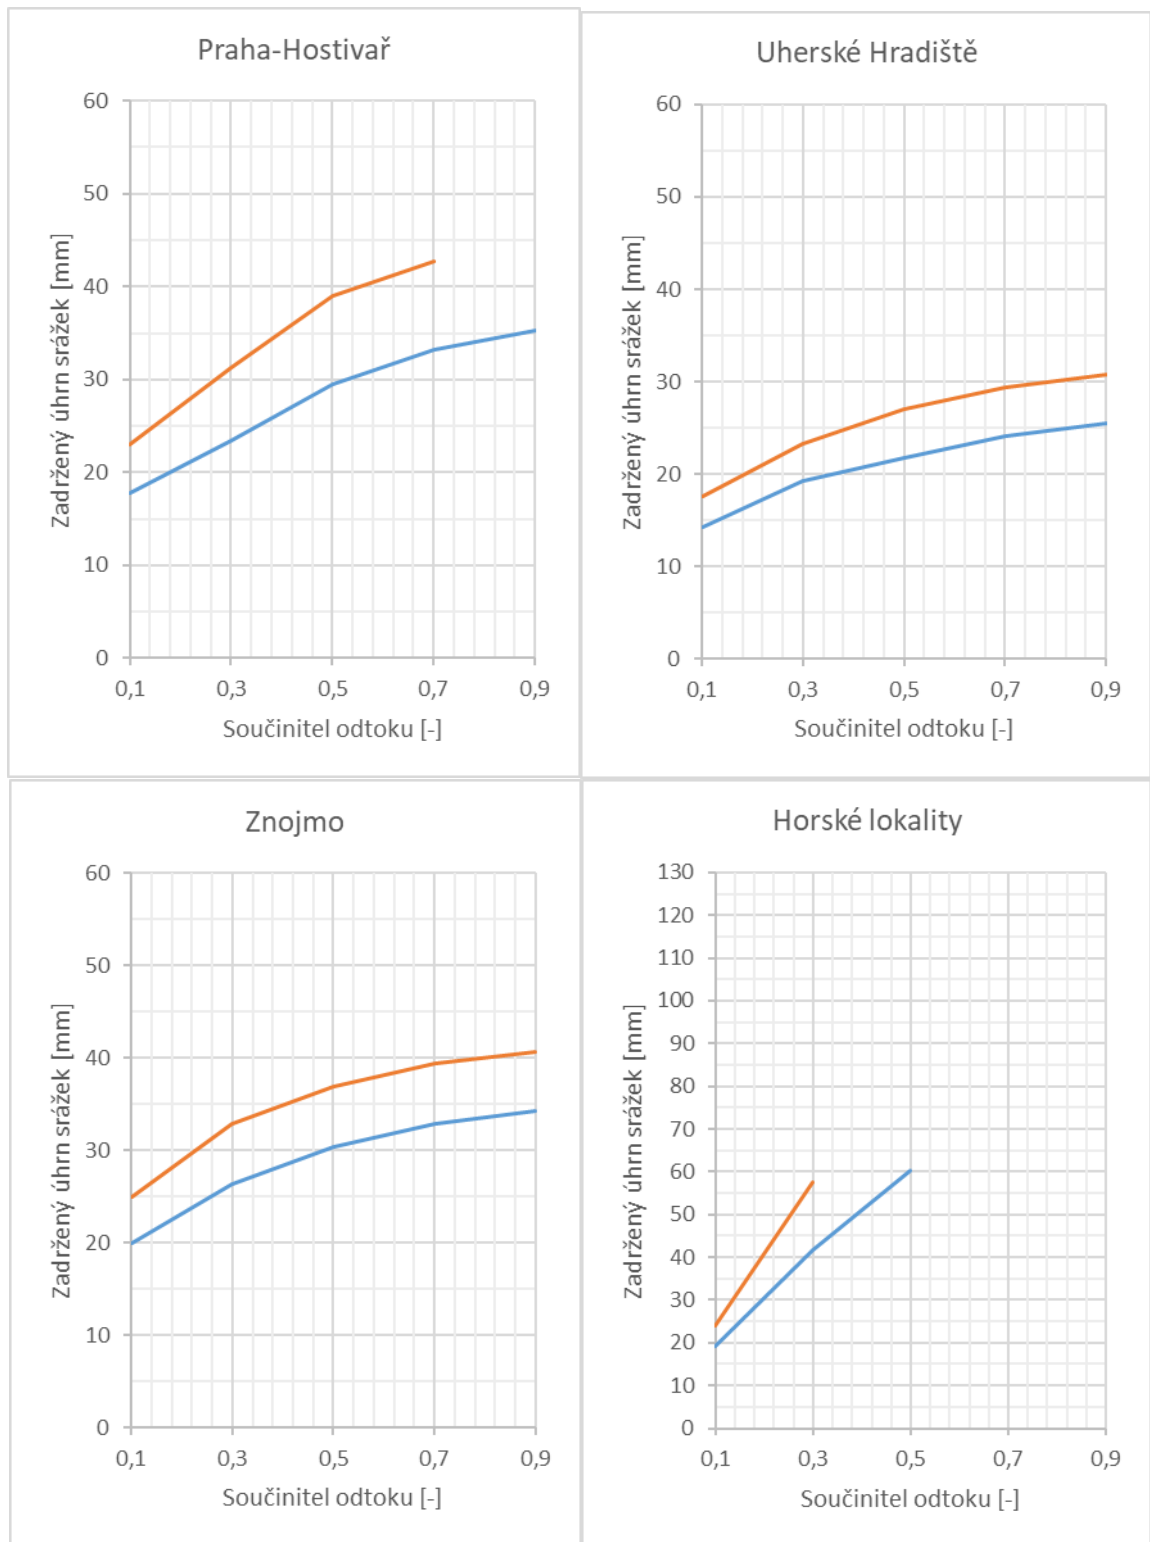 Praha-Hostivař
60
50
40
30
20
10
0
Zadržený úhrn srážek [mm]
0,1 0,3 0,5 0,7 0,9
Součinitel odtoku [-]
Uherské Hradiště
60
50
40
30
20
10
0
Zadržený úhrn srážek [mm]
0,1 0,3 0,5 0,7 0,9
Součinitel odtoku [-]
Znojmo
60
50
40
30
20
10
0
Zadržený úhrn srážek [mm]
0,1 0,3 0,5 0,7 0,9
Součinitel odtoku [-]
Horské lokality
130
120
110
100
90
80
70
60
50
40
30
20
10
0
Zadržený úhrn srážek [mm]
0,1 0,3 0,5 0,7 0,9
Součinitel odtoku [-]